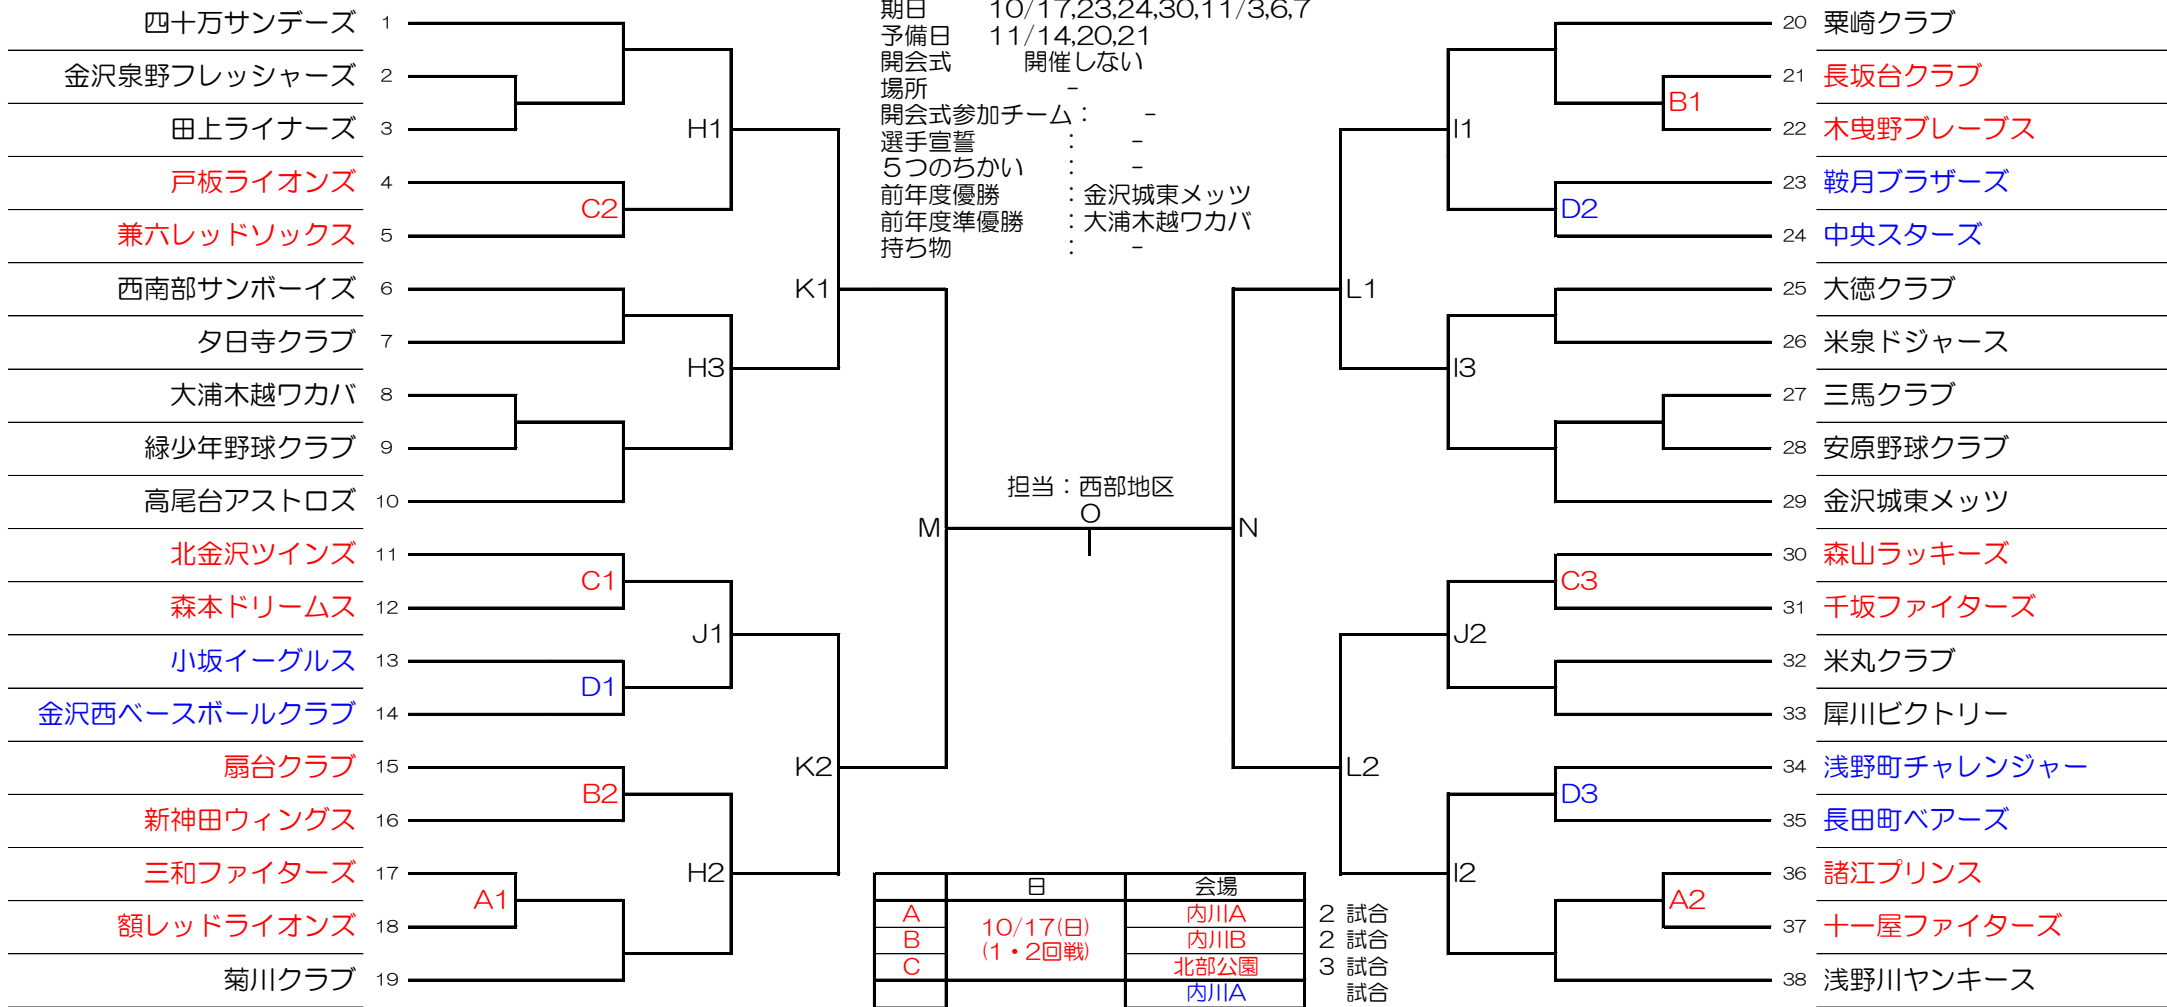 期日 10/17,23,24,30,11/3,6,7
予備日 11/14,20,21
開会式 開催しない
場所 -
開会式参加チーム： -
選手宣誓 ： -
５つのちかい ： -
前年度優勝 ：金沢城東メッツ
前年度準優勝 ：大浦木越ワカバ
持ち物 ： -
四十万サンデーズ 1
金沢泉野フレッシャーズ 2
田上ライナーズ 3
戸板ライオンズ 4
兼六レッドソックス 5
西南部サンボーイズ 6
夕日寺クラブ 7
大浦木越ワカバ 8
緑少年野球クラブ 9
高尾台アストロズ 10
北金沢ツインズ 11
森本ドリームス 12
小坂イーグルス 13
金沢西ベースボールクラブ 14
扇台クラブ 15
新神田ウィングス 16
三和ファイターズ 17
額レッドライオンズ 18
菊川クラブ 19
H1
C2
K1
H3
M
C1
J1
D1
K2
B2
H2
A1
担当：西部地区
O
20 粟崎クラブ
21 長坂台クラブ
22 木曳野ブレーブス
23 鞍月ブラザーズ
24 中央スターズ
25 大徳クラブ
26 米泉ドジャース
27 三馬クラブ
28 安原野球クラブ
29 金沢城東メッツ
30 森山ラッキーズ
31 千坂ファイターズ
32 米丸クラブ
33 犀川ビクトリー
34 浅野町チャレンジャー
35 長田町ベアーズ
36 諸江プリンス
37 十一屋ファイターズ
38 浅野川ヤンキース
B1
I1
D2
L1
I3
N
C3
J2
L2
D3
I2
A2
日 会場
A 10/17(日) 内川A 2 試合
B (1・2回戦) 内川B 2 試合
C 北部公園 3 試合
内川A 試合